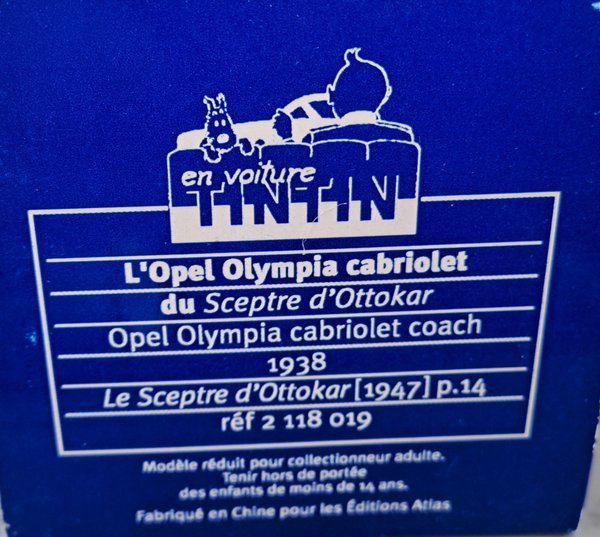 en voiture
TINTIN
L'Opel Olympia cabriolet
du Sceptre d'Ottokar
Opel Olympia cabriolet coach
1938
Le Sceptre d'Ottokar [1947] p.14
réf 2 118 019
Modèle réduit pour collectionneur adulte.
Tenir hors de portée
des enfants de moins de 14 ans.
Fabriqué en Chine pour les Éditions Atlas